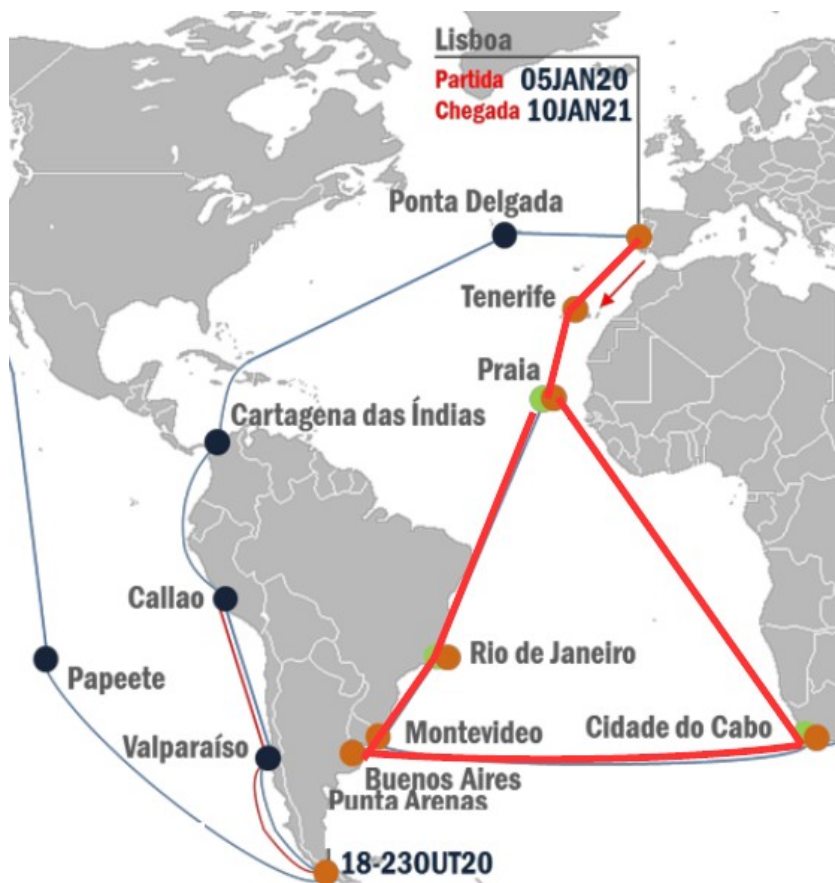 Lisboa
Partida 05JAN20
Chegada 10JAN21
Ponta Delgada
Tenerife
Praia
Cartagena das Índias
Callao
Rio de Janeiro
Papeete
Montevideo
Cidade do Cabo
Valparaíso
Buenos Aires
Punta Arenas
18-23OUT20